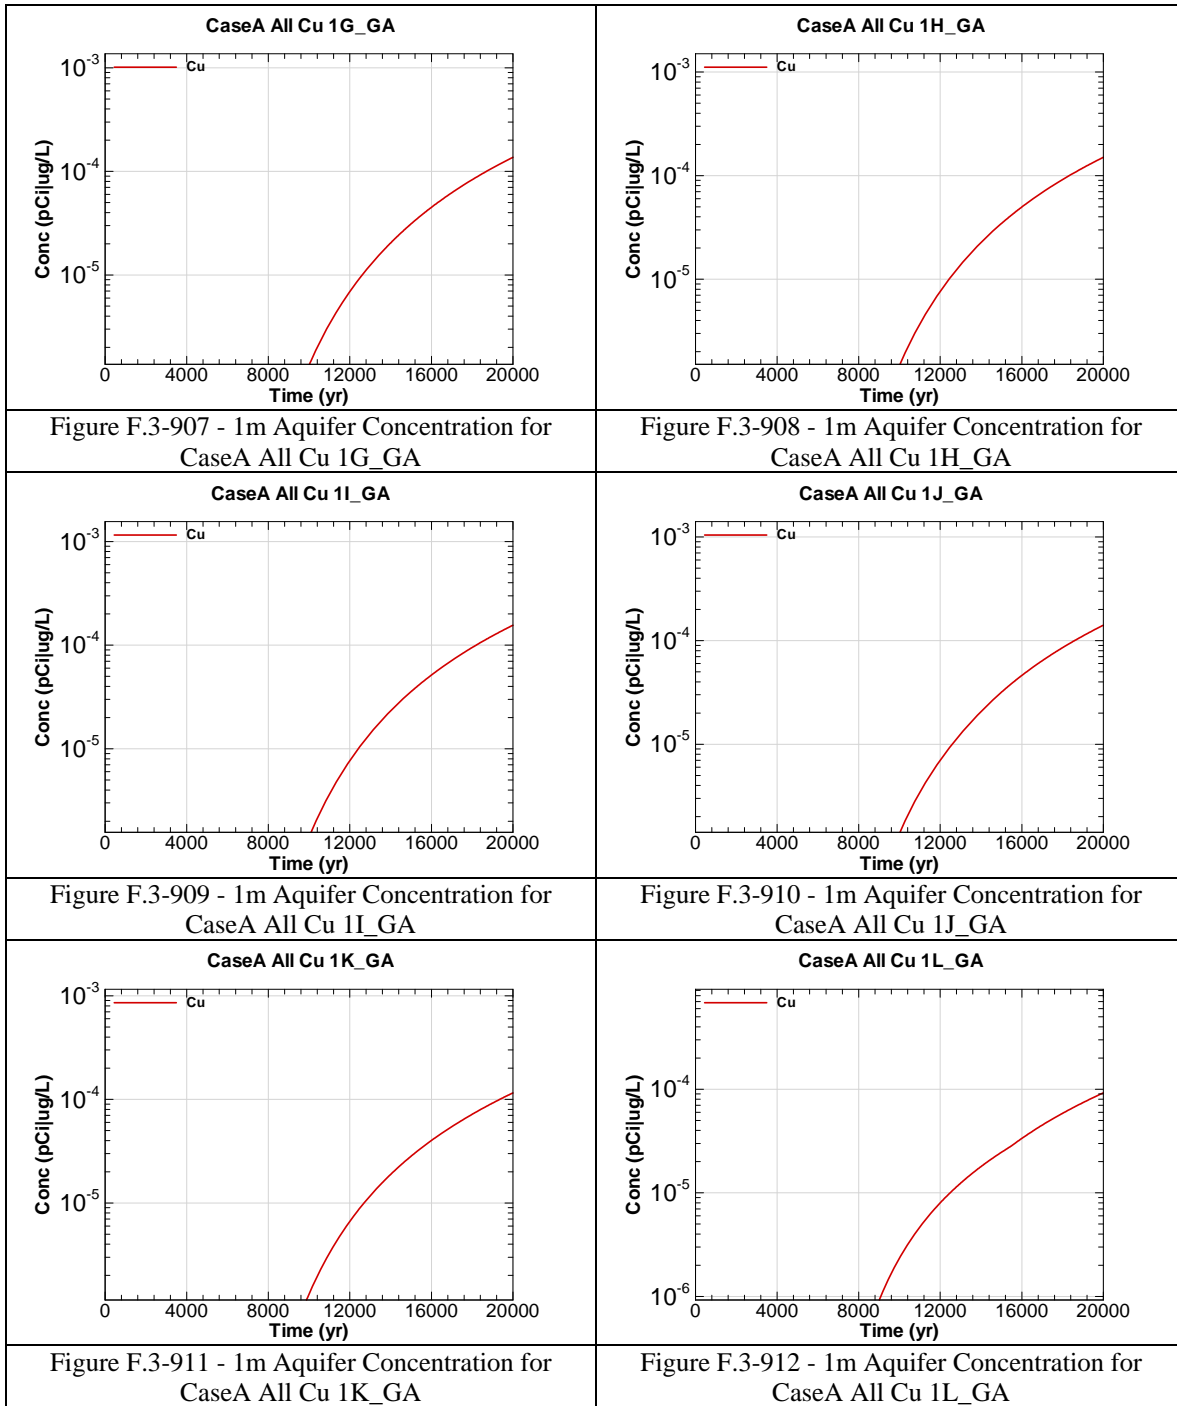 CaseA All Cu 1G_GA
Cu
Conc (pCi|ug/L)
10-3
10-4
10-5
0 4000 8000 12000 16000 20000
Time (yr)
Figure F.3-907 - 1m Aquifer Concentration for
CaseA All Cu 1G_GA
CaseA All Cu 1H_GA
Cu
Conc (pCi|ug/L)
10-3
10-4
10-5
0 4000 8000 12000 16000 20000
Time (yr)
Figure F.3-908 - 1m Aquifer Concentration for
CaseA All Cu 1H_GA
CaseA All Cu 1I_GA
Cu
Conc (pCi|ug/L)
10-3
10-4
10-5
0 4000 8000 12000 16000 20000
Time (yr)
Figure F.3-909 - 1m Aquifer Concentration for
CaseA All Cu 1I_GA
CaseA All Cu 1J_GA
Cu
Conc (pCi|ug/L)
10-3
10-4
10-5
0 4000 8000 12000 16000 20000
Time (yr)
Figure F.3-910 - 1m Aquifer Concentration for
CaseA All Cu 1J_GA
CaseA All Cu 1K_GA
Cu
Conc (pCi|ug/L)
10-3
10-4
10-5
0 4000 8000 12000 16000 20000
Time (yr)
Figure F.3-911 - 1m Aquifer Concentration for
CaseA All Cu 1K_GA
CaseA All Cu 1L_GA
Cu
Conc (pCi|ug/L)
10-4
10-5
10-6
0 4000 8000 12000 16000 20000
Time (yr)
Figure F.3-912 - 1m Aquifer Concentration for
CaseA All Cu 1L_GA